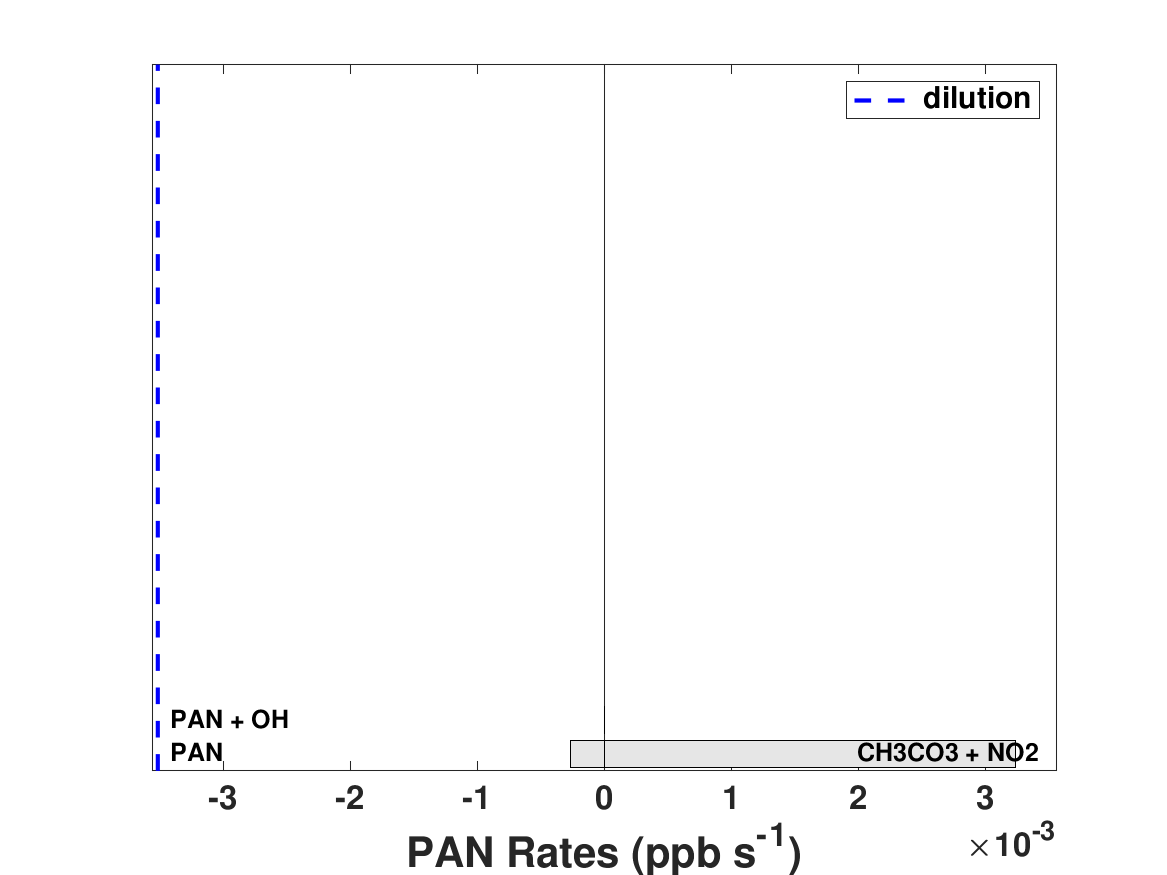 dilution
PAN + OH
PAN
CH3CO3 + NO2
-3 -2 -1 0 1 2 3
×10-3
PAN Rates (ppb s-1)